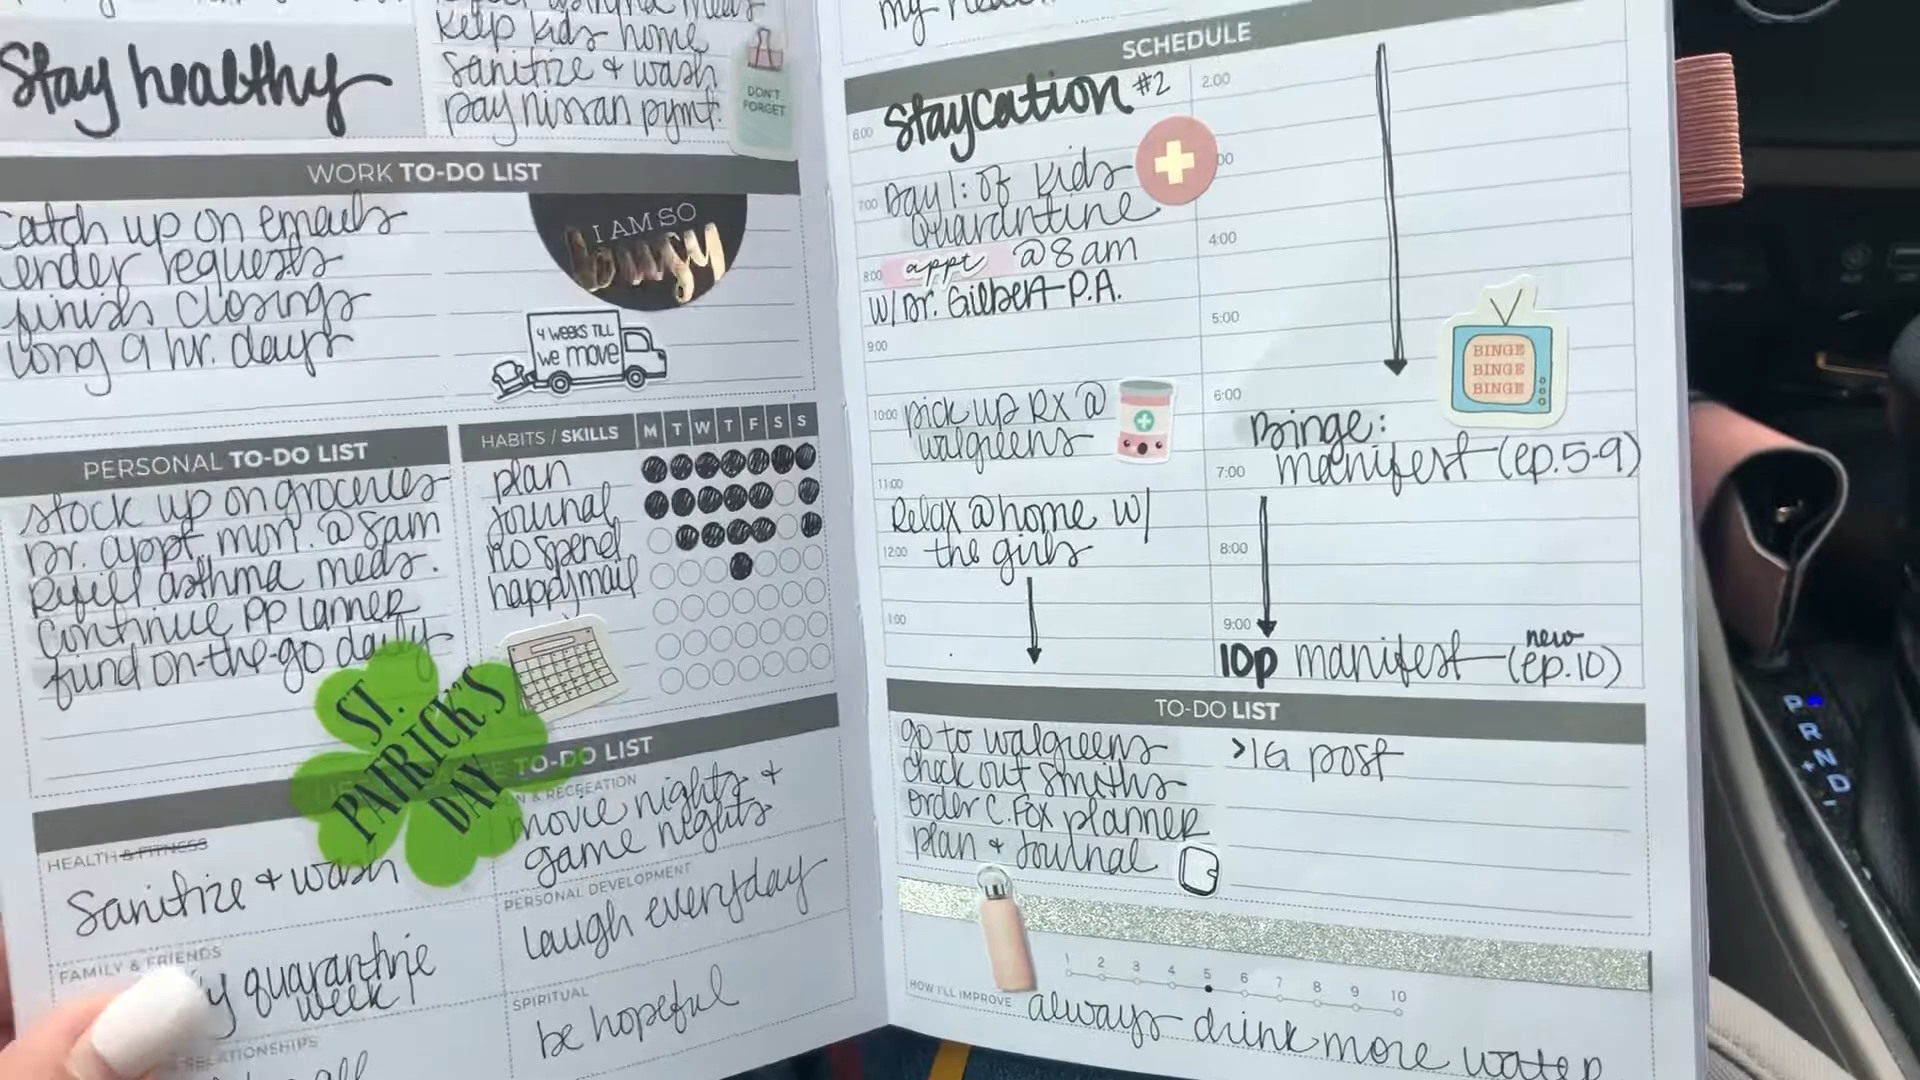 Keep kids home
Stay healthy
Sanitize + wash
pay nissan pymt.
DON'T
FORGET
WORK TO-DO LIST
Catch up on emails
Lender requests
finish closings
long 9 hr. days
I AM SO
busy
4 WEEKS TILL
we move
PERSONAL TO-DO LIST
stock up on groceries
Dr. appt. mon. @ 8am
Refill asthma meds.
Continue PP Lanner
fund on-the-go daily
HABITS / SKILLS
M T W T F S S
plan
Journal
no spend
happymail
ST.
PATRICK'S
DAY
TO-DO LIST
HEALTH & FITNESS
Sanitize + wash
& RECREATION
movie nights +
game nights
FAMILY & FRIENDS
quarantine
week
PERSONAL DEVELOPMENT
laugh everyday
RELATIONSHIPS
all
SPIRITUAL
be hopeful
my
SCHEDULE
Staycation #2
6:00
7:00 Day 1: of kids
quarantine
8:00 appt @ 8am
w/ Dr. Gilbert P.A.
9:00
10:00 pick up RX @
walgreens
11:00
Relax @ home w/
12:00 the girls
1:00
2:00
:00
4:00
5:00
BINGE
BINGE
BINGE
6:00
Binge:
7:00 manifest (ep. 5-9)
8:00
9:00
new
10p manifest (ep. 10)
TO-DO LIST
go to walgreens
check out smiths
order C. Fox planner
plan + Journal
>IG post
1 2 3 4 5 6 7 8 9 10
HOW I'LL IMPROVE
always drink more water